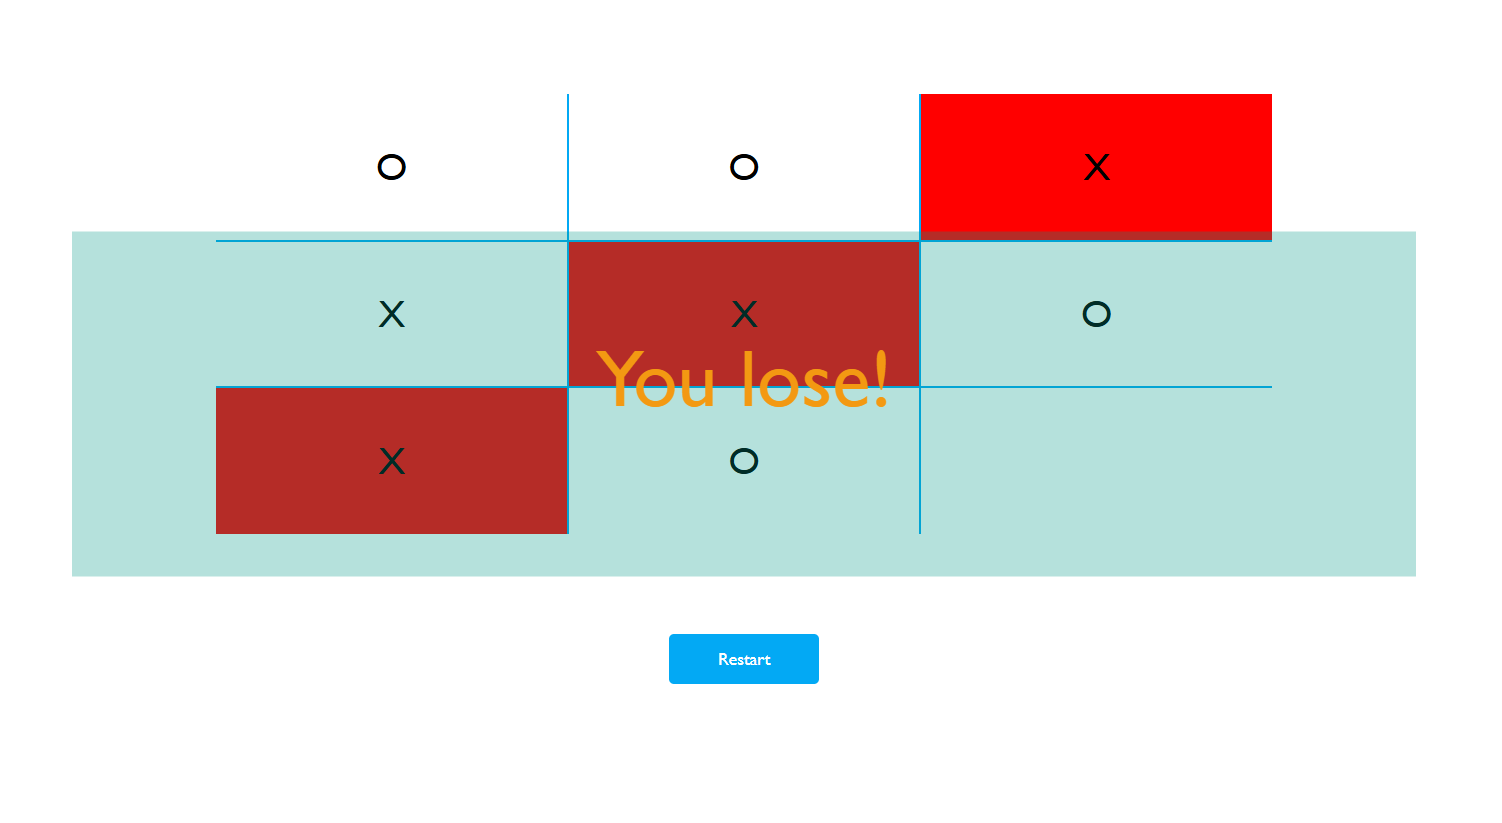 O O X
X X O
You lose!
X O
Restart